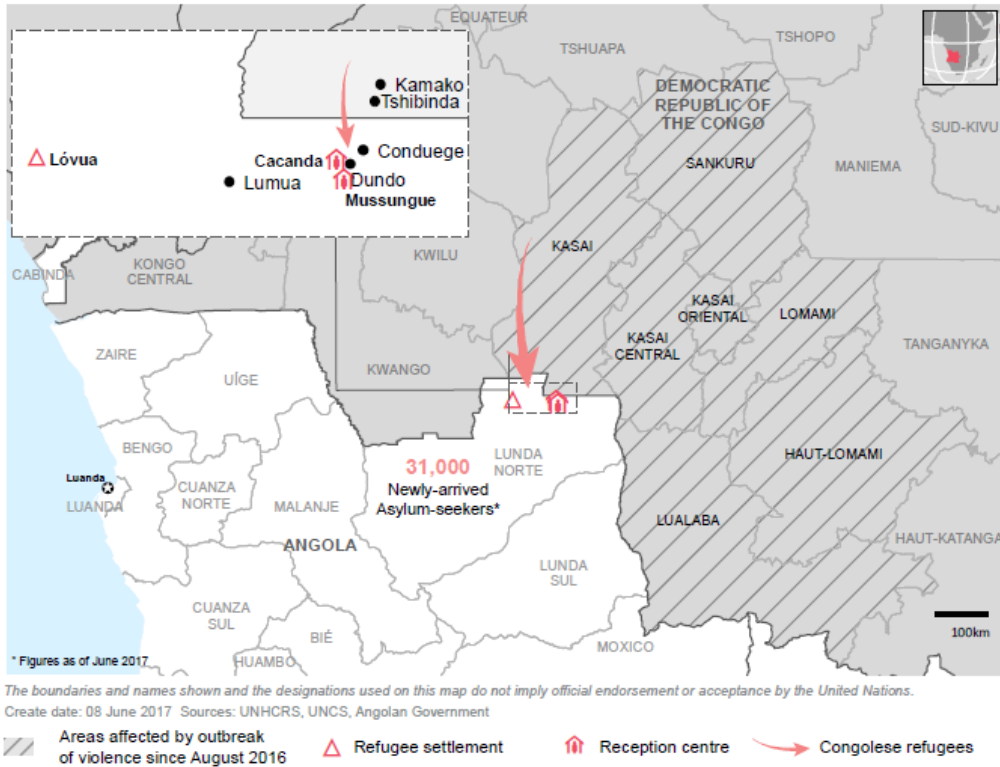 EQUATEUR
TSHUAPA
TSHOPO
DEMOCRATIC
REPUBLIC OF
THE CONGO
SUD-KIVU
SANKURU
MANIEMA
Kamako
Tshibinda
Conduege
Cacanda
Lóvua
Lumua
Dundo
Mussungue
KASAI
KWILU
CABINDA
KONGO
CENTRAL
KASAI
ORIENTAL
LOMAMI
KASAI
CENTRAL
TANGANYKA
ZAIRE
UÍGE
KWANGO
BENGO
31,000
Newly-arrived
Asylum-seekers*
LUNDA
NORTE
HAUT-LOMAMI
Luanda
LUANDA
CUANZA
NORTE
MALANJE
LUALABA
HAUT-KATANGA
ANGOLA
LUNDA
SUL
CUANZA
SUL
BIÉ
MOXICO
HUAMBO
100km
* Figures as of June 2017
The boundaries and names shown and the designations used on this map do not imply official endorsement or acceptance by the United Nations.
Create date: 08 June 2017 Sources: UNHCRS, UNCS, Angolan Government
Areas affected by outbreak
of violence since August 2016
Refugee settlement
Reception centre
Congolese refugees